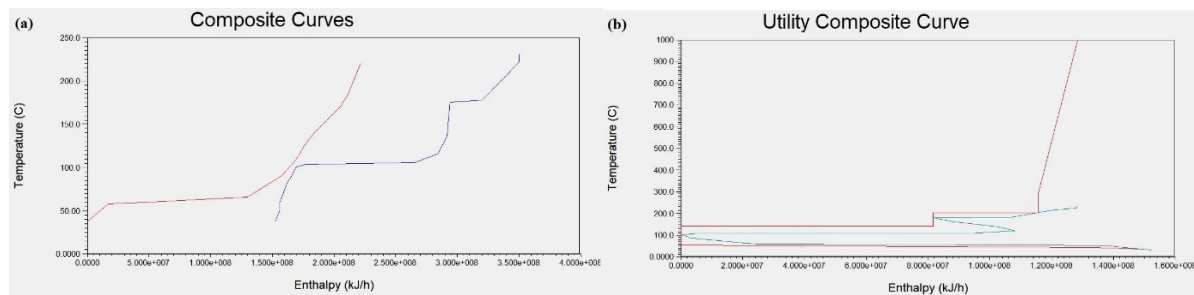 (a) Composite Curves
250.0
200.0
150.0
100.0
50.00
0.0000
Temperature (C)
0.0000 5.000e+007 1.000e+008 1.500e+008 2.000e+008 2.500e+008 3.000e+008 3.500e+008 4.000e+008
Enthalpy (kJ/h)
(b) Utility Composite Curve
1000
900.0
800.0
700.0
600.0
500.0
400.0
300.0
200.0
100.0
0.0000
Temperature (C)
0.0000 2.000e+007 4.000e+007 6.000e+007 8.000e+007 1.000e+008 1.200e+008 1.400e+008 1.600e+008
Enthalpy (kJ/h)